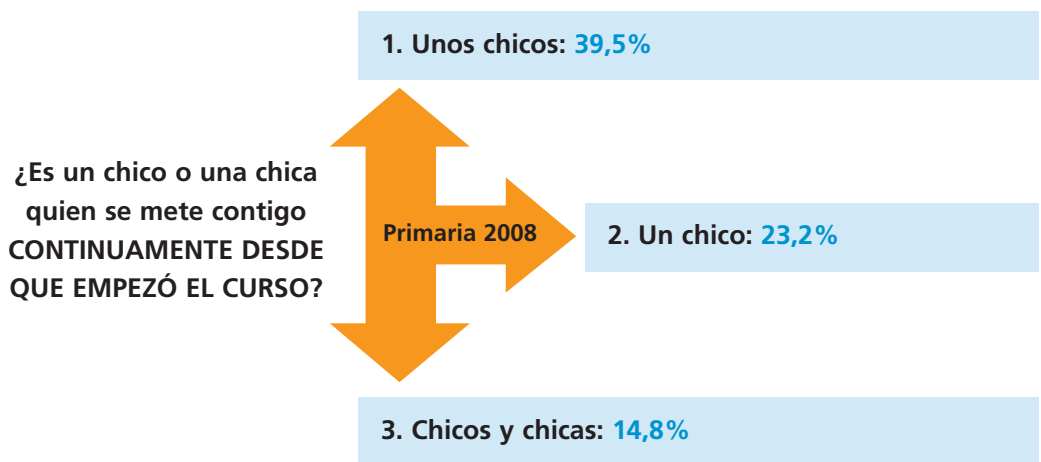 1. Unos chicos: 39,5%
¿Es un chico o una chica
quien se mete contigo
CONTINUAMENTE DESDE
QUE EMPEZÓ EL CURSO?
Primaria 2008
2. Un chico: 23,2%
3. Chicos y chicas: 14,8%